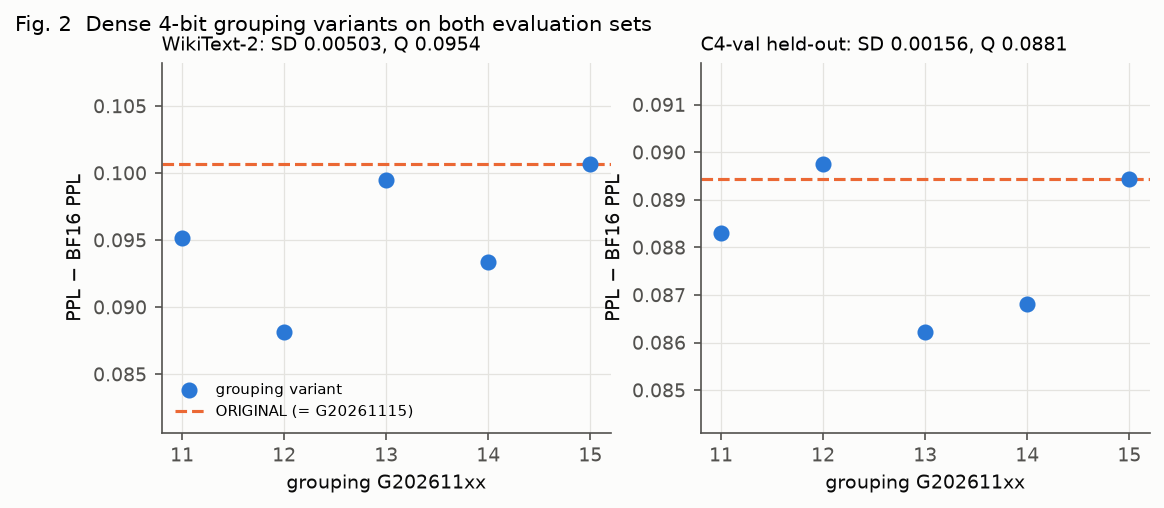 Fig. 2  Dense 4-bit grouping variants on both evaluation sets
WikiText-2: SD 0.00503, Q 0.0954
PPL − BF16 PPL
0.105
0.100
0.095
0.090
0.085
grouping variant
ORIGINAL (= G20261115)
11 12 13 14 15
grouping G202611xx
C4-val held-out: SD 0.00156, Q 0.0881
PPL − BF16 PPL
0.091
0.090
0.089
0.088
0.087
0.086
0.085
11 12 13 14 15
grouping G202611xx